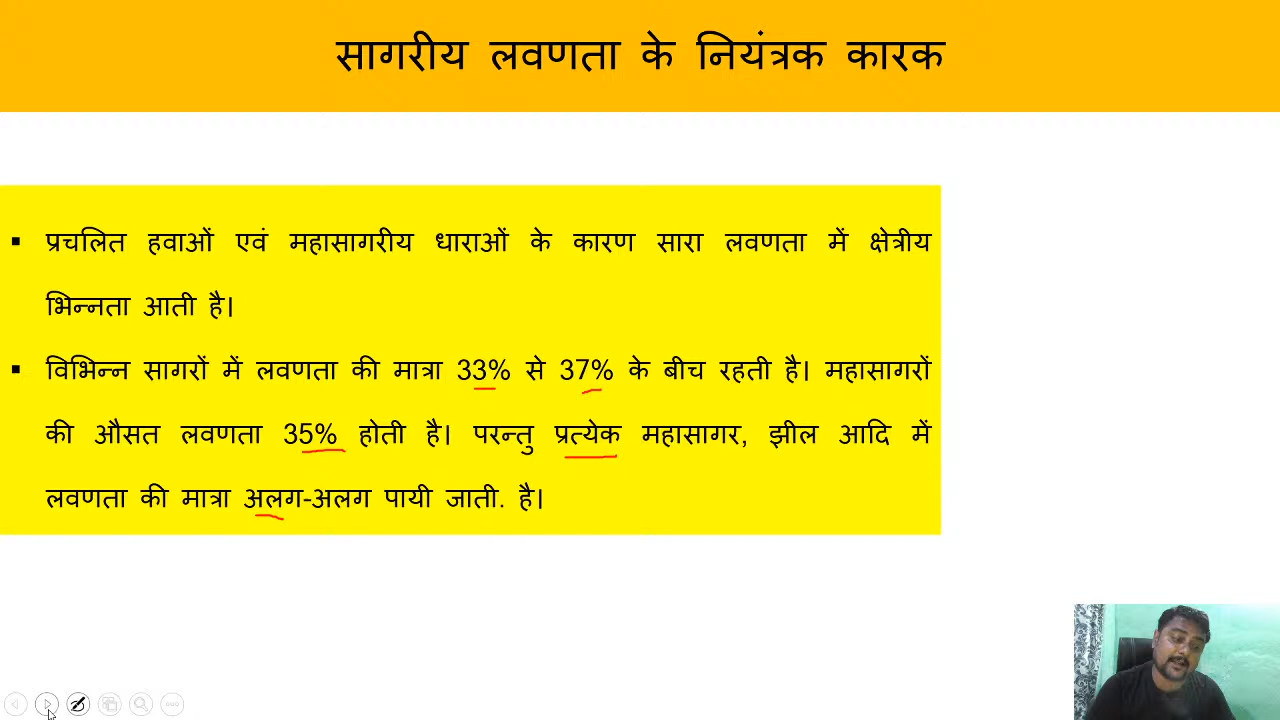 सागरीय लवणता के नियंत्रक कारक
▪ प्रचलित हवाओं एवं महासागरीय धाराओं के कारण सारा लवणता में क्षेत्रीय
भिन्नता आती है।
▪ विभिन्न सागरों में लवणता की मात्रा 33% से 37% के बीच रहती है। महासागरों
की औसत लवणता 35% होती है। परन्तु प्रत्येक महासागर, झील आदि में
लवणता की मात्रा अलग-अलग पायी जाती. है।